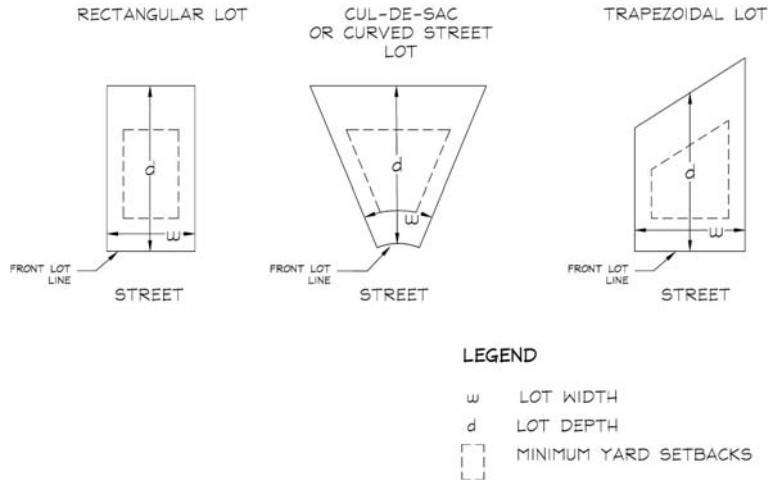 RECTANGULAR LOT
CUL-DE-SAC
OR CURVED STREET
LOT
TRAPEZOIDAL LOT
d
w
FRONT LOT
LINE
STREET
d
w
FRONT LOT
LINE
STREET
d
w
FRONT LOT
LINE
STREET
LEGEND
w LOT WIDTH
d LOT DEPTH
MINIMUM YARD SETBACKS